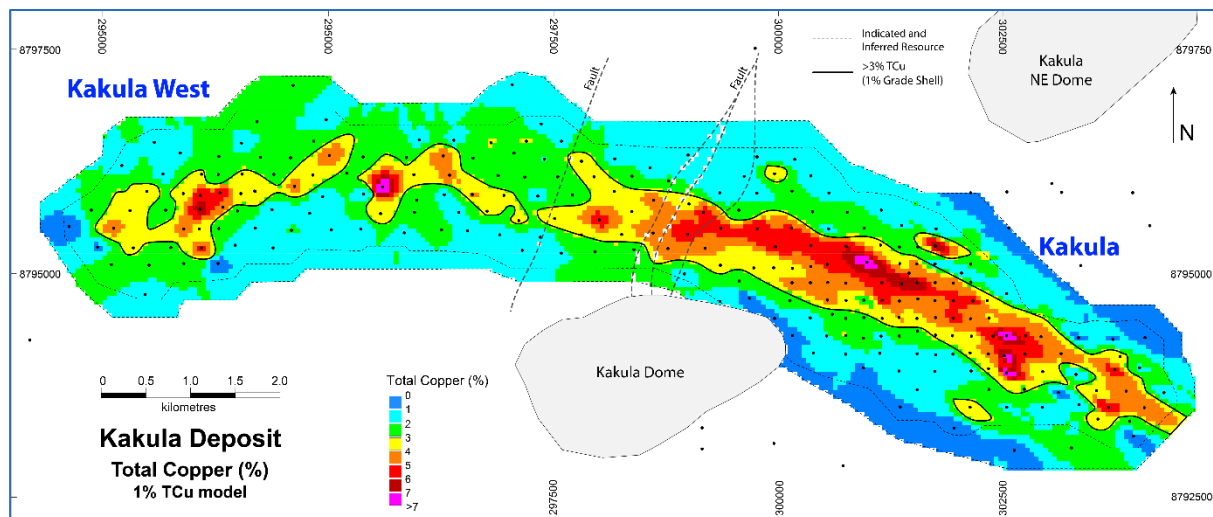 295000
295000
297500
300000
302500
8797500
8797500
Indicated and
Inferred Resource
>3% TCu
(1% Grade Shell)
Kakula
NE Dome
Fault
Fault
Kakula West
N
Kakula
8795000
8795000
Kakula Dome
0
0.5
1.0
1.5
2.0
kilometres
Kakula Deposit
Total Copper (%)
1% TCu model
Total Copper (%)
0
1
2
3
4
5
6
7
>7
297500
300000
302500
8792500